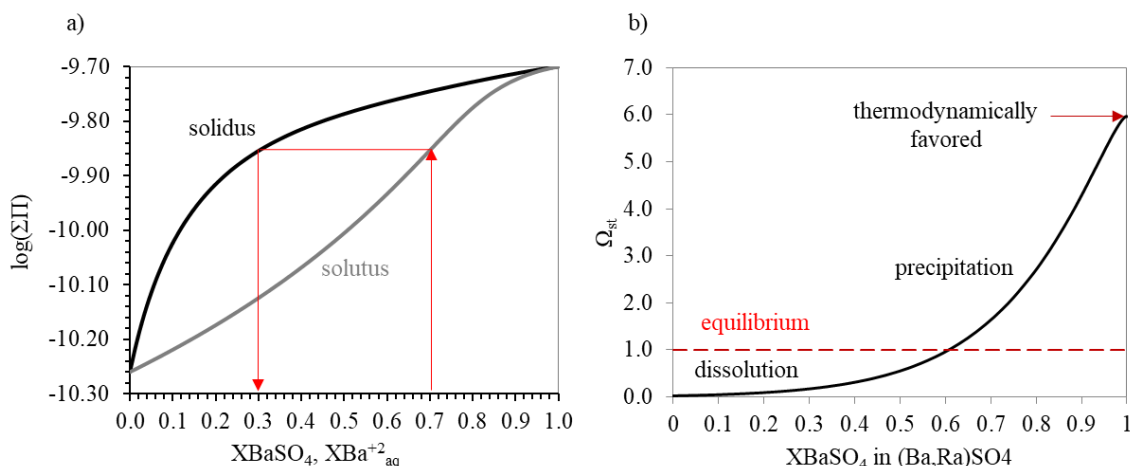 a)
log(ΣΠ)
-9.70
-9.80
-9.90
-10.00
-10.10
-10.20
-10.30
solidus
solutus
0.0 0.1 0.2 0.3 0.4 0.5 0.6 0.7 0.8 0.9 1.0
XBaSO4, XBa+2aq
b)
Ωst
7.0
6.0
5.0
4.0
3.0
2.0
1.0
0.0
thermodynamically
favored
precipitation
equilibrium
dissolution
0 0.1 0.2 0.3 0.4 0.5 0.6 0.7 0.8 0.9 1
XBaSO4 in (Ba,Ra)SO4